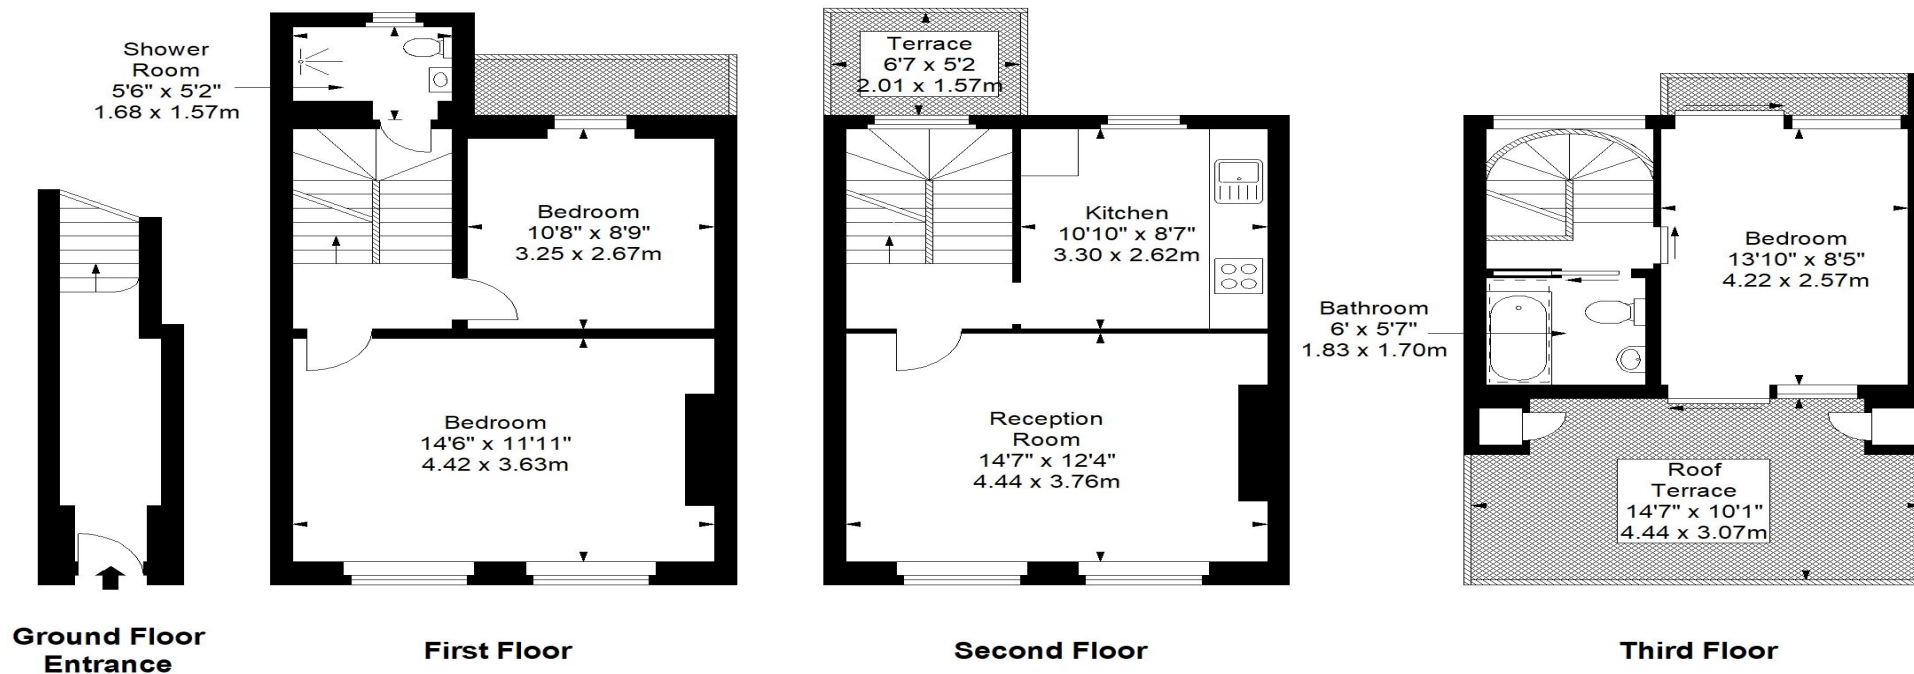 Shower
Room
5'6" x 5'2"
1.68 x 1.57m
Bedroom
10'8" x 8'9"
3.25 x 2.67m
Bedroom
14'6" x 11'11"
4.42 x 3.63m
Terrace
6'7 x 5'2
2.01 x 1.57m
Kitchen
10'10" x 8'7"
3.30 x 2.62m
Reception
Room
14'7" x 12'4"
4.44 x 3.76m
Bedroom
13'10" x 8'5"
4.22 x 2.57m
Bathroom
6' x 5'7"
1.83 x 1.70m
Roof
Terrace
14'7" x 10'1"
4.44 x 3.07m
Ground Floor
Entrance
First Floor
Second Floor
Third Floor